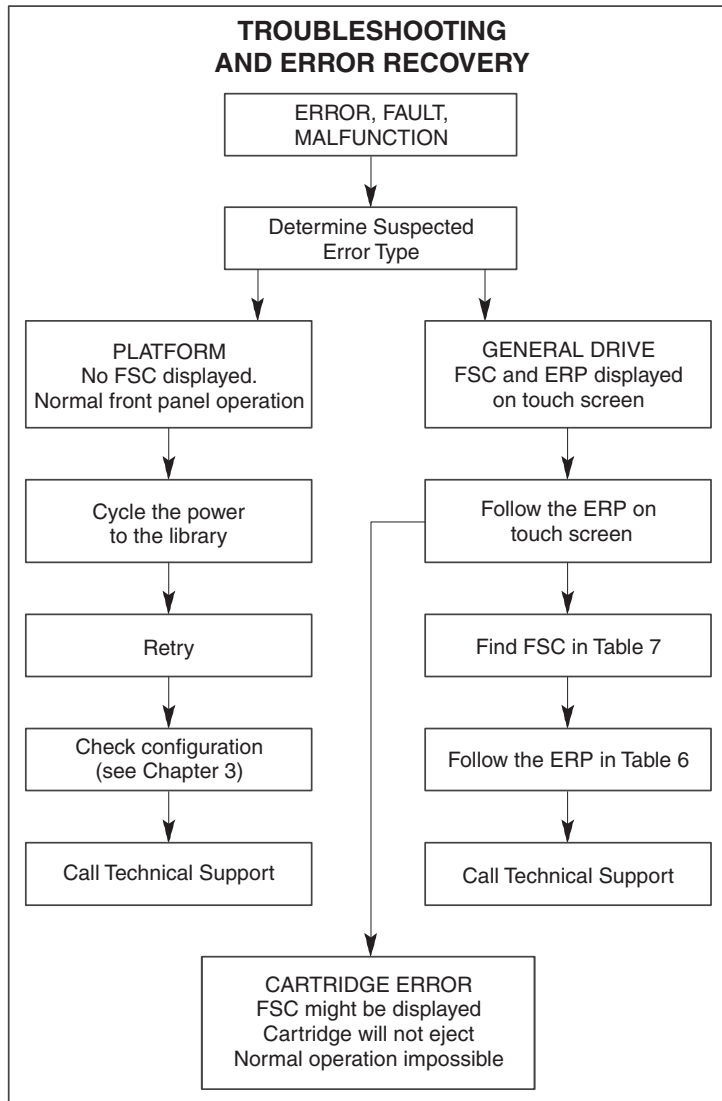 TROUBLESHOOTING
AND ERROR RECOVERY
ERROR, FAULT,
MALFUNCTION
Determine Suspected
Error Type
PLATFORM
No FSC displayed.
Normal front panel operation
Cycle the power
to the library
Retry
Check configuration
(see Chapter 3)
Call Technical Support
GENERAL DRIVE
FSC and ERP displayed
on touch screen
Follow the ERP on
touch screen
Find FSC in Table 7
Follow the ERP in Table 6
Call Technical Support
CARTRIDGE ERROR
FSC might be displayed
Cartridge will not eject
Normal operation impossible